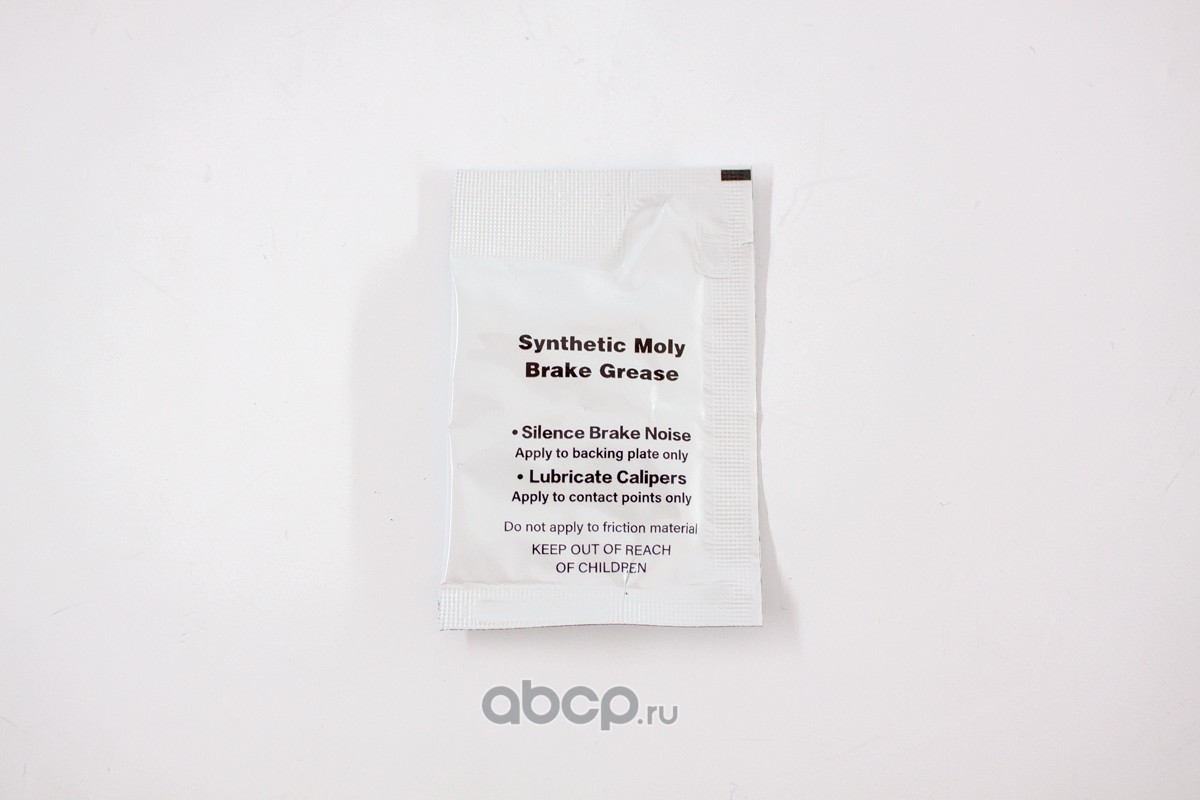 Synthetic Moly
Brake Grease
• Silence Brake Noise
Apply to backing plate only
• Lubricate Calipers
Apply to contact points only
Do not apply to friction material
KEEP OUT OF REACH
OF CHILDREN
abcp.ru